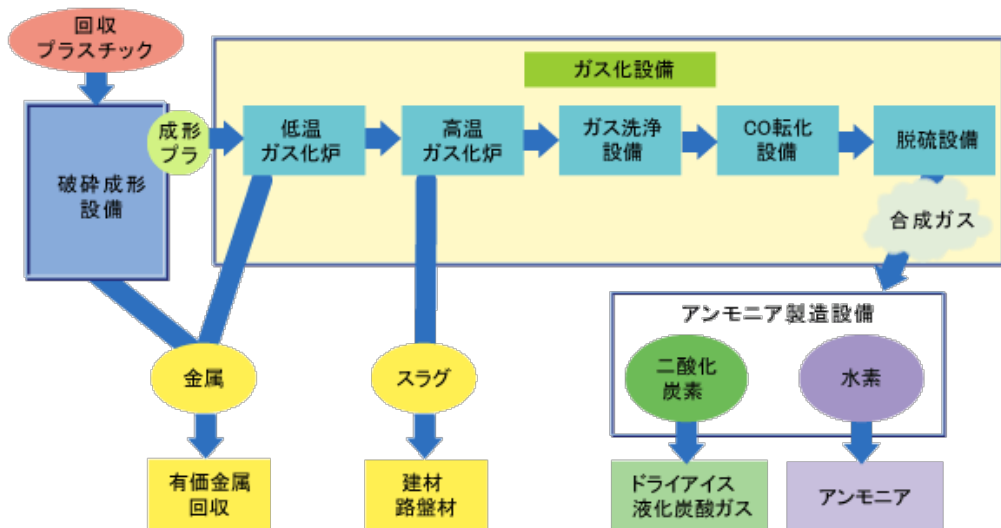 回収
プラスチック
ガス化設備
破砕成形
設備
成形
プラ
低温
ガス化炉
高温
ガス化炉
ガス洗浄
設備
CO転化
設備
脱硫設備
合成ガス
アンモニア製造設備
金属
スラグ
二酸化
炭素
水素
有価金属
回収
建材
路盤材
ドライアイス
液化炭酸ガス
アンモニア